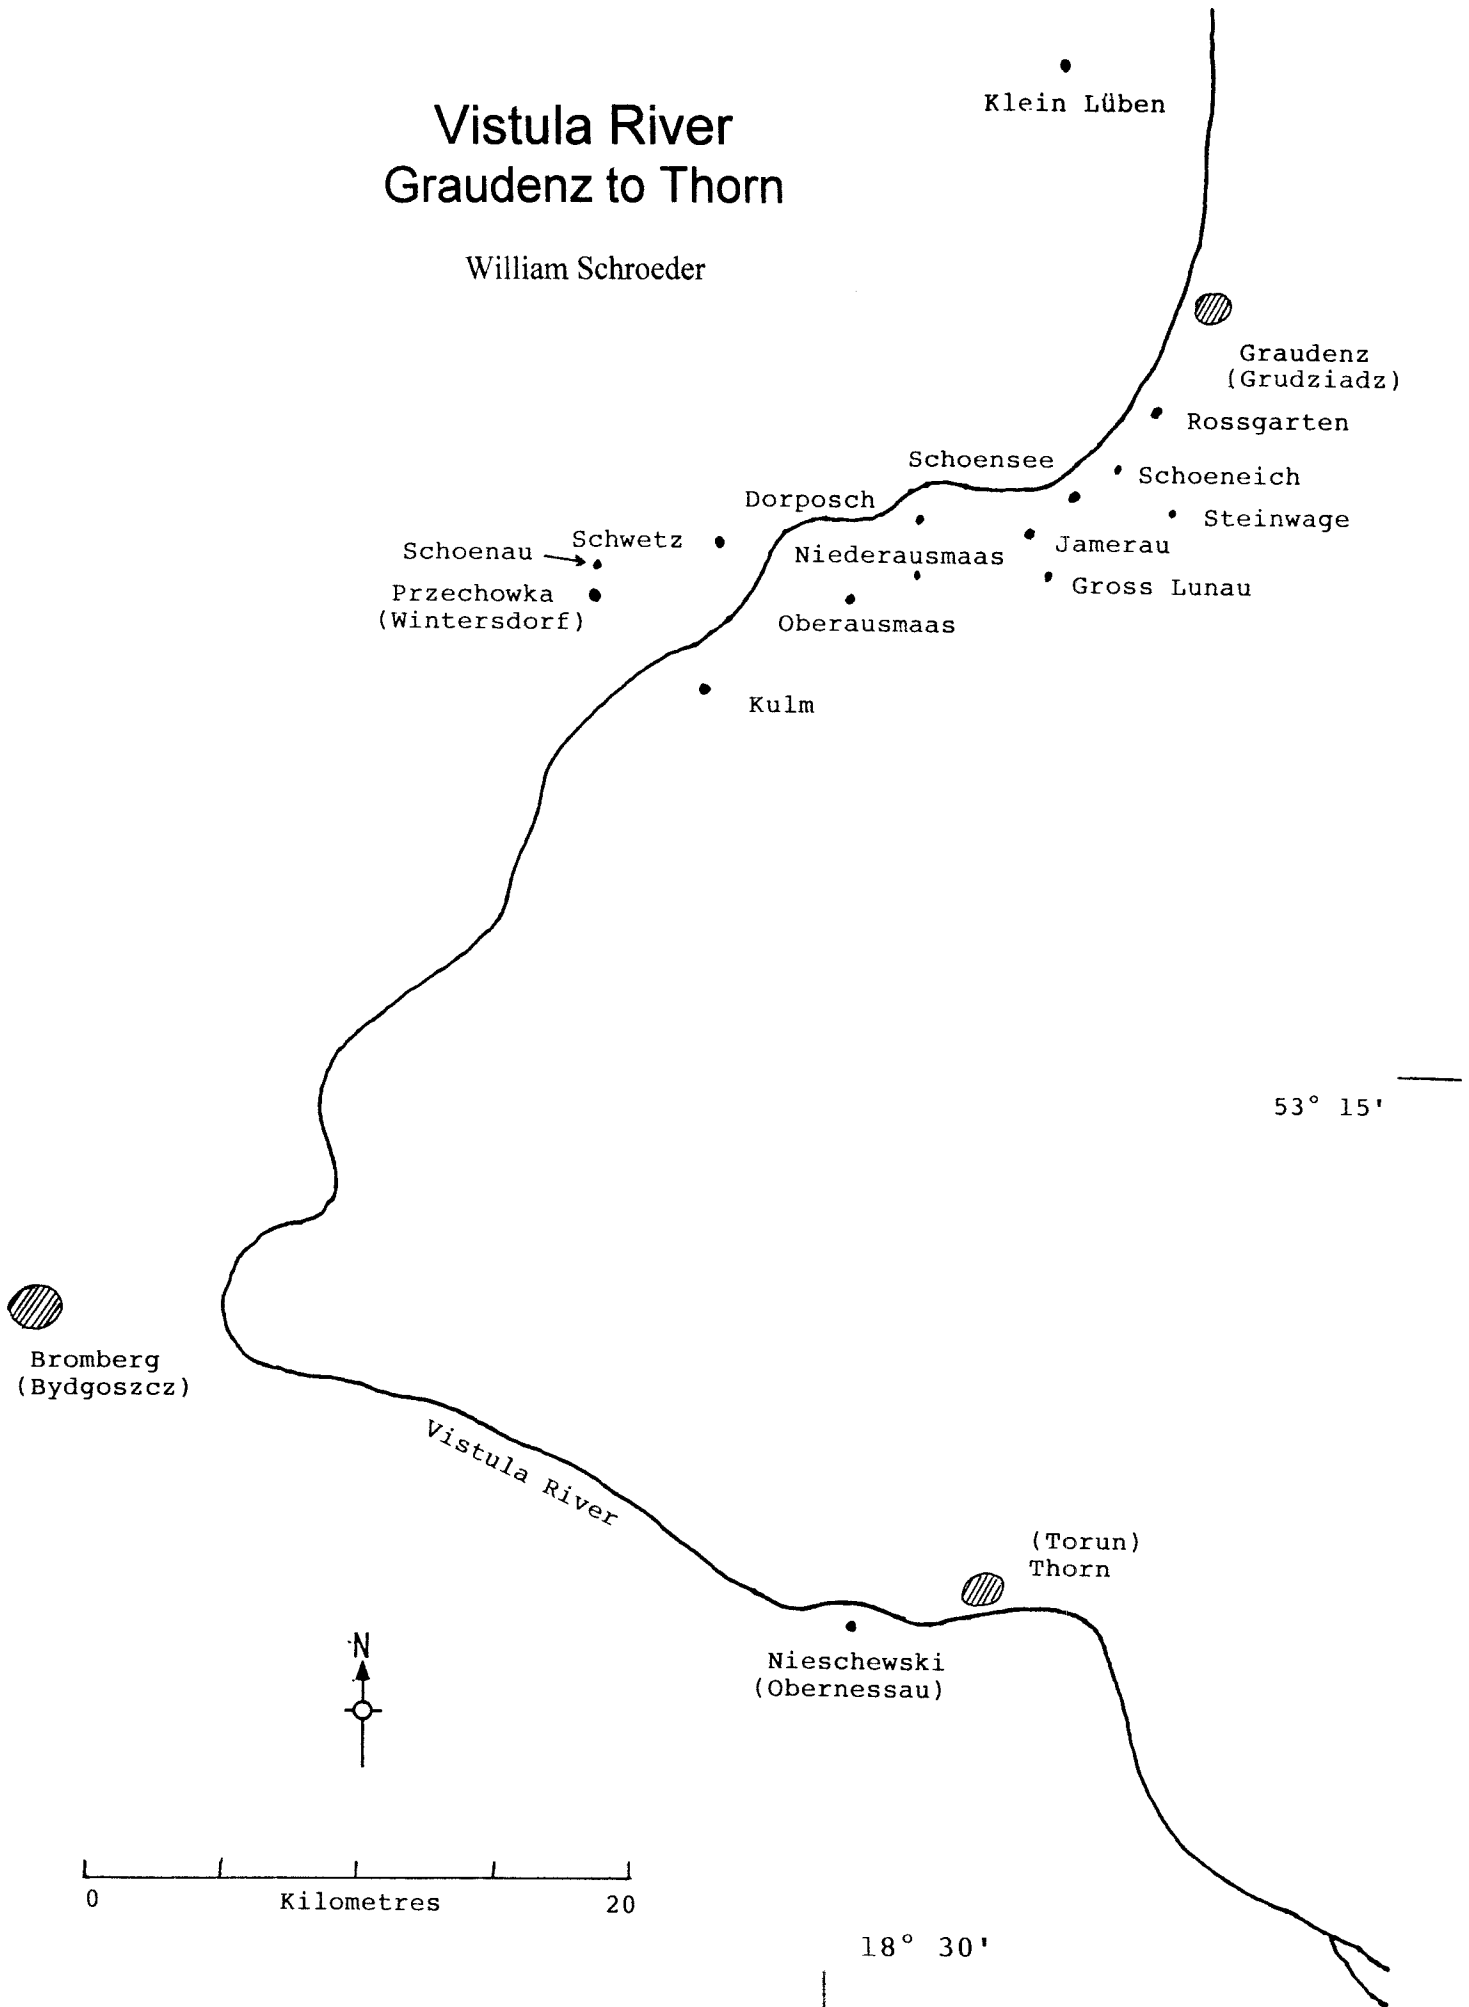 Klein Lüben
Vistula River
Graudenz to Thorn
William Schroeder
Graudenz
(Grudziadz)
Rossgarten
Schoensee
Schoeneich
Dorposch
Steinwage
Schwetz
Schoenau
Jamerau
Niederausmaas
Przechowka
(Wintersdorf)
Gross Lunau
Oberausmaas
Kulm
53° 15'
Bromberg
(Bydgoszcz)
Vistula River
(Torun)
Thorn
N
Nieschewski
(Obernessau)
0 Kilometres 20
18° 30'